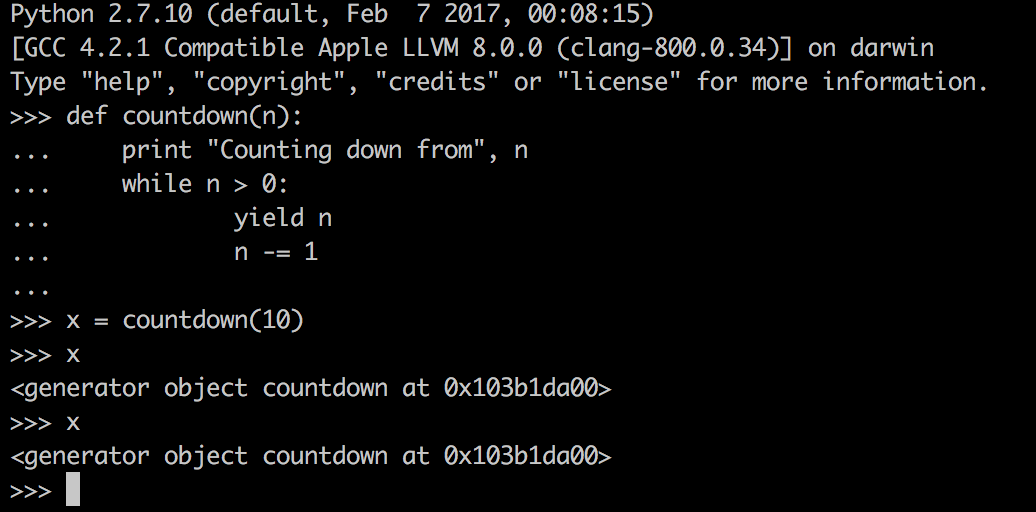 Python 2.7.10 (default, Feb  7 2017, 00:08:15)
[GCC 4.2.1 Compatible Apple LLVM 8.0.0 (clang-800.0.34)] on darwin
Type "help", "copyright", "credits" or "license" for more information.
>>> def countdown(n):
...     print "Counting down from", n
...     while n > 0:
...             yield n
...             n -= 1
...
>>> x = countdown(10)
>>> x
<generator object countdown at 0x103b1da00>
>>> x
<generator object countdown at 0x103b1da00>
>>>